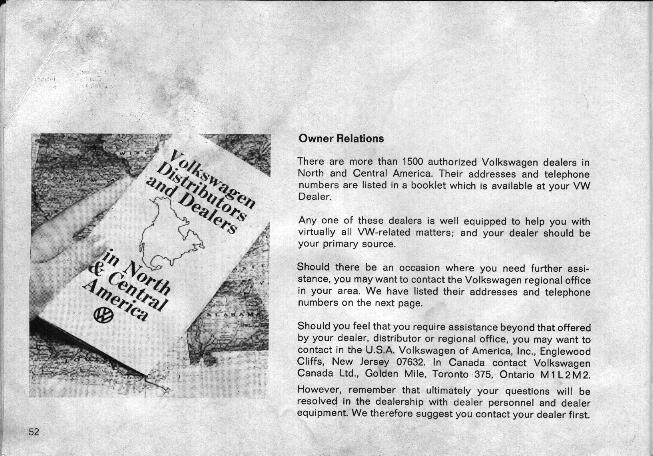 Owner Relations
There are more than 1500 authorized Volkswagen dealers in
North and Central America. Their addresses and telephone
numbers are listed in a booklet which is available at your VW
Dealer.
Any one of these dealers is well equipped to help you with
virtually all VW-related matters; and your dealer should be
your primary source.
Should there be an occasion where you need further assi-
stance, you may want to contact the Volkswagen regional office
in your area. We have listed their addresses and telephone
numbers on the next page.
Should you feel that you require assistance beyond that offered
by your dealer, distributor or regional office, you may want to
contact in the U.S.A. Volkswagen of America, Inc., Englewood
Cliffs, New Jersey 07632. In Canada contact Volkswagen
Canada Ltd., Golden Mile, Toronto 375, Ontario M1L2M2.
However, remember that ultimately your questions will be
resolved in the dealership with dealer personnel and dealer
equipment. We therefore suggest you contact your dealer first.
Volkswagen
Distributors
and Dealers
in North
& Central
America
ALABAMA
52